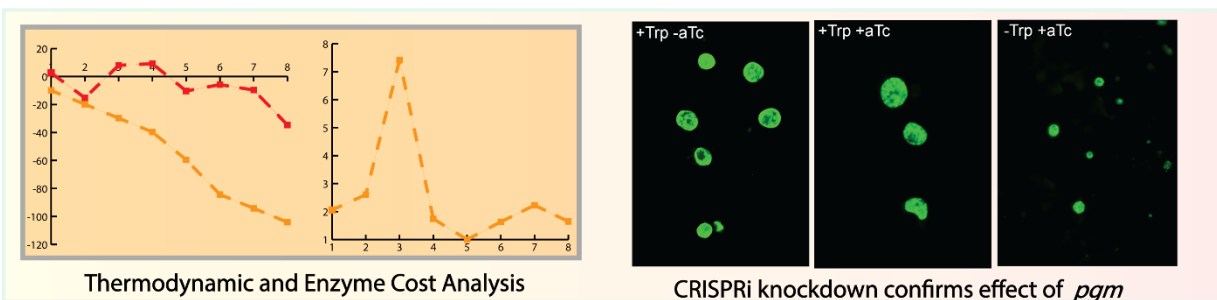 20
0
-20
-40
-60
-80
-100
-120
2 3 4 5 6 7 8
8
7
6
5
4
3
2
1
1 2 3 4 5 6 7 8
Thermodynamic and Enzyme Cost Analysis
+Trp -aTc
+Trp +aTc
-Trp +aTc
CRISPRi knockdown confirms effect of pgm